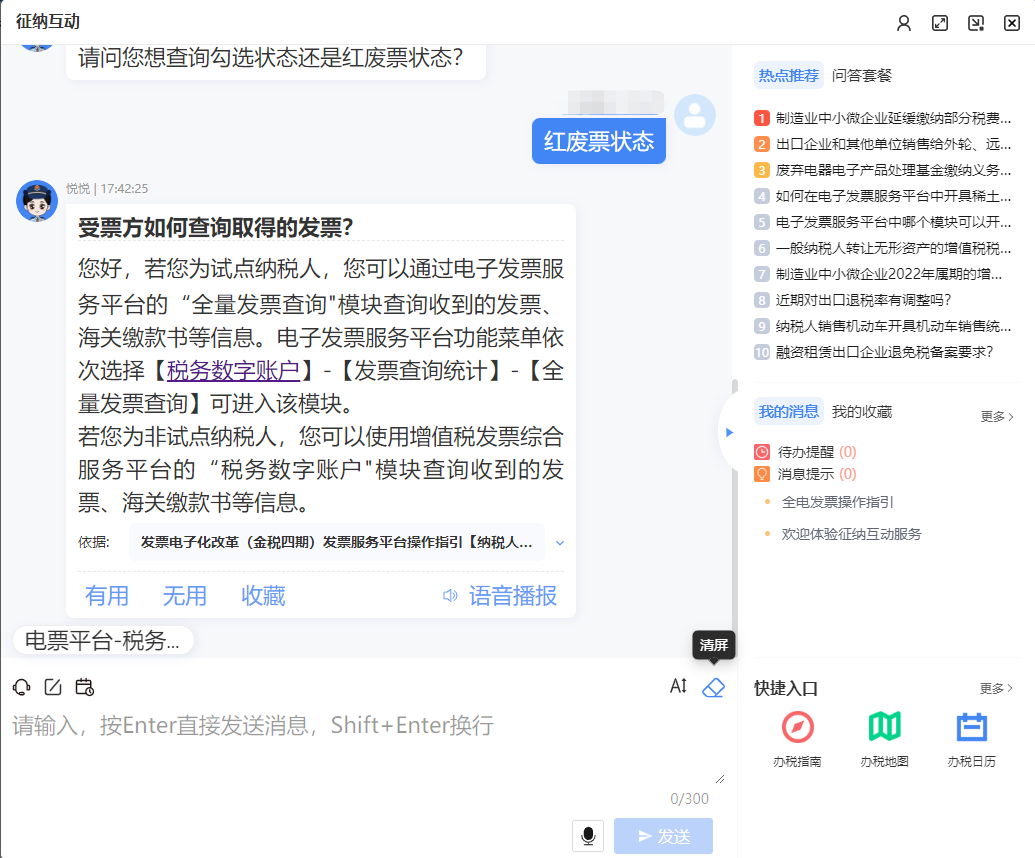 征纳互动
请问您想查询勾选状态还是红废票状态？
红废票状态
悦悦 | 17:42:25
受票方如何查询取得的发票？
您好，若您为试点纳税人，您可以通过电子发票服
务平台的“全量发票查询"模块查询收到的发票、
海关缴款书等信息。电子发票服务平台功能菜单依
次选择【税务数字账户】-【发票查询统计】-【全
量发票查询】可进入该模块。
若您为非试点纳税人，您可以使用增值税发票综合
服务平台的“税务数字账户"模块查询收到的发
票、海关缴款书等信息。
依据: 发票电子化改革（金税四期）发票服务平台操作指引【纳税人...
有用 无用 收藏 语音播报
电票平台-税务...
清屏
请输入，按Enter直接发送消息，Shift+Enter换行
0/300
发送
热点推荐 问答套餐
1 制造业中小微企业延缓缴纳部分税费...
2 出口企业和其他单位销售给外轮、远...
3 废弃电器电子产品处理基金缴纳义务...
4 如何在电子发票服务平台中开具稀土...
5 电子发票服务平台中哪个模块可以开...
6 一般纳税人转让无形资产的增值税税...
7 制造业中小微企业2022年属期的增...
8 近期对出口退税率有调整吗？
9 纳税人销售机动车开具机动车销售统...
10 融资租赁出口企业退免税备案要求？
我的消息 我的收藏 更多
待办提醒 (0)
消息提示 (0)
全电发票操作指引
欢迎体验征纳互动服务
快捷入口 更多
办税指南 办税地图 办税日历